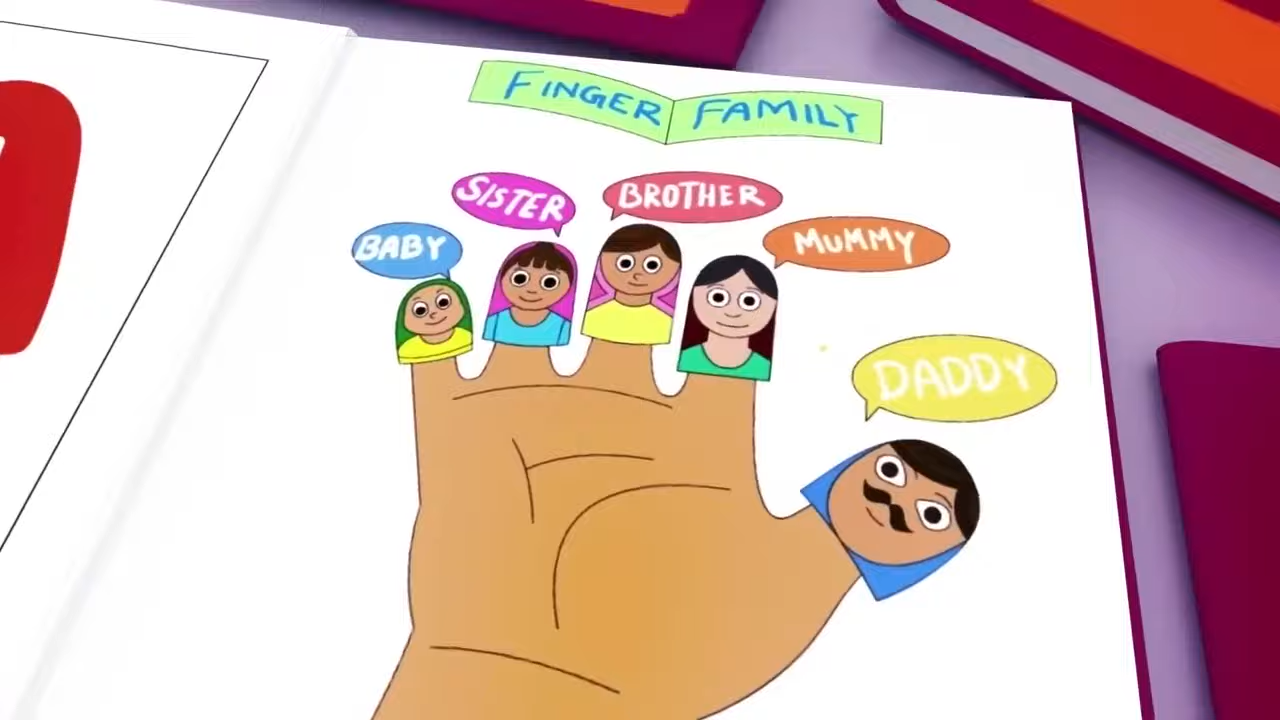 FINGER FAMILY
SISTER
BROTHER
BABY
MUMMY
DADDY